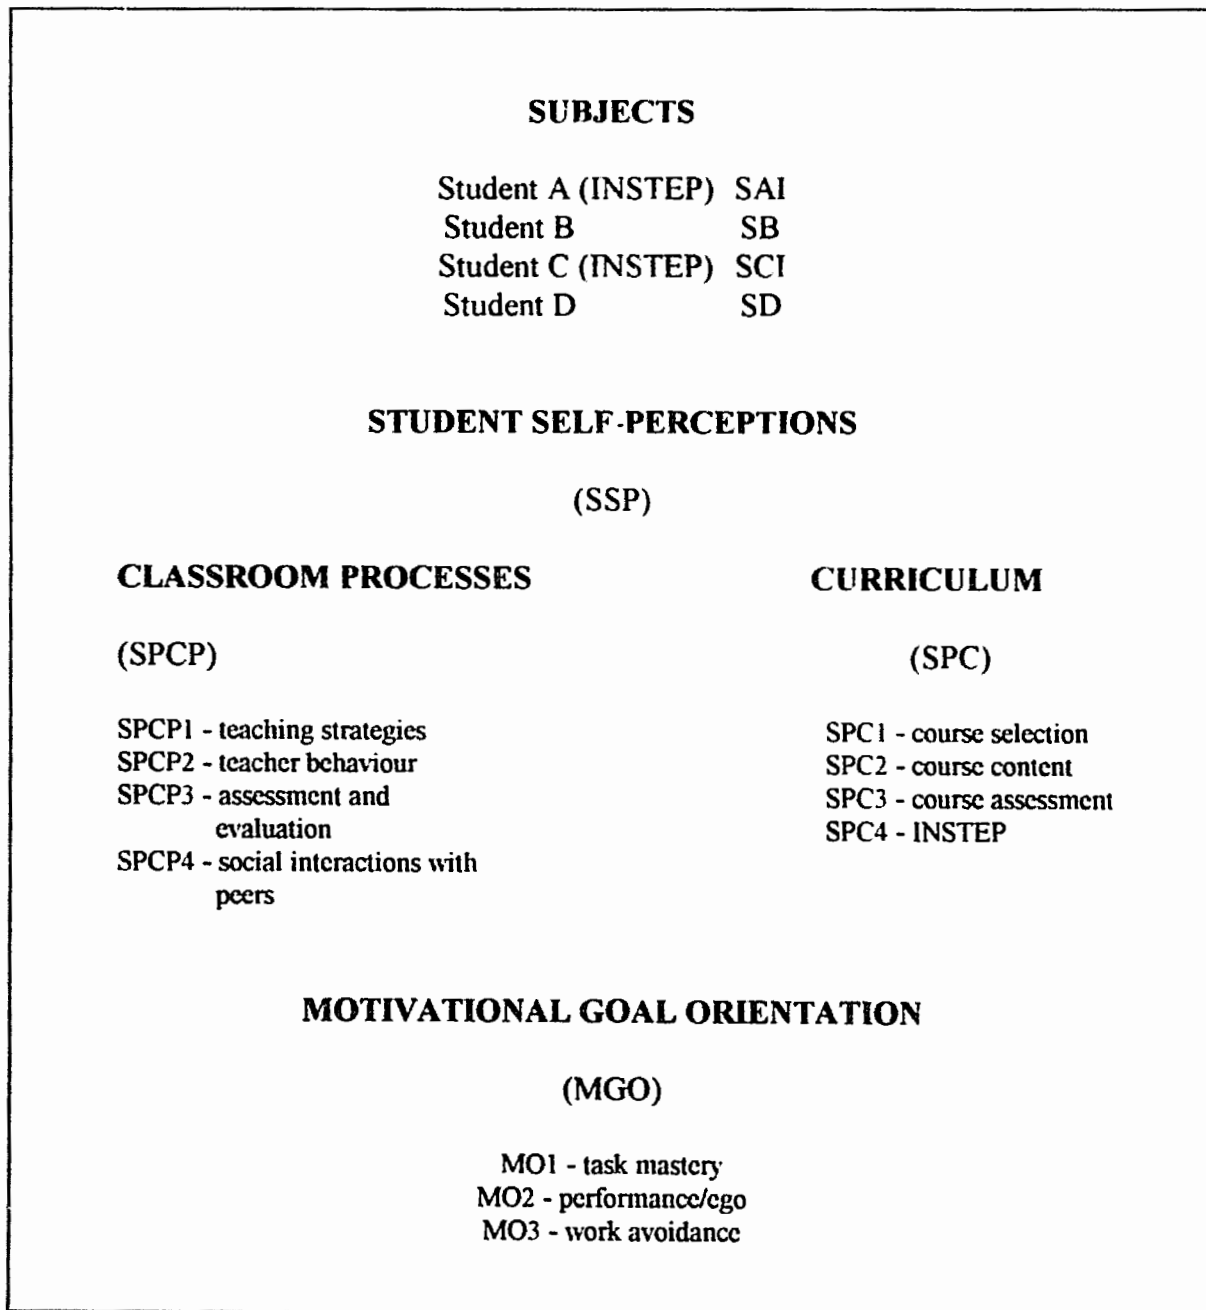 SUBJECTS
Student A (INSTEP) SAI
Student B SB
Student C (INSTEP) SCI
Student D SD
STUDENT SELF-PERCEPTIONS
(SSP)
CLASSROOM PROCESSES
(SPCP)
SPCP1 - teaching strategies
SPCP2 - teacher behaviour
SPCP3 - assessment and
evaluation
SPCP4 - social interactions with
peers
CURRICULUM
(SPC)
SPC1 - course selection
SPC2 - course content
SPC3 - course assessment
SPC4 - INSTEP
MOTIVATIONAL GOAL ORIENTATION
(MGO)
MO1 - task mastery
MO2 - performance/ego
MO3 - work avoidance